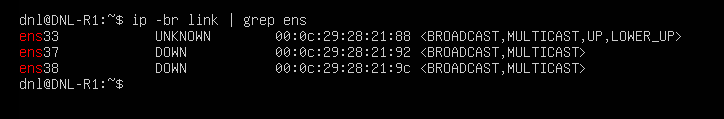 dnl@DNL-R1:~$ ip -br link | grep ens
ens33 UNKNOWN 00:0c:29:28:21:88 <BROADCAST,MULTICAST,UP,LOWER_UP>
ens37 DOWN 00:0c:29:28:21:92 <BROADCAST,MULTICAST>
ens38 DOWN 00:0c:29:28:21:9c <BROADCAST,MULTICAST>
dnl@DNL-R1:~$